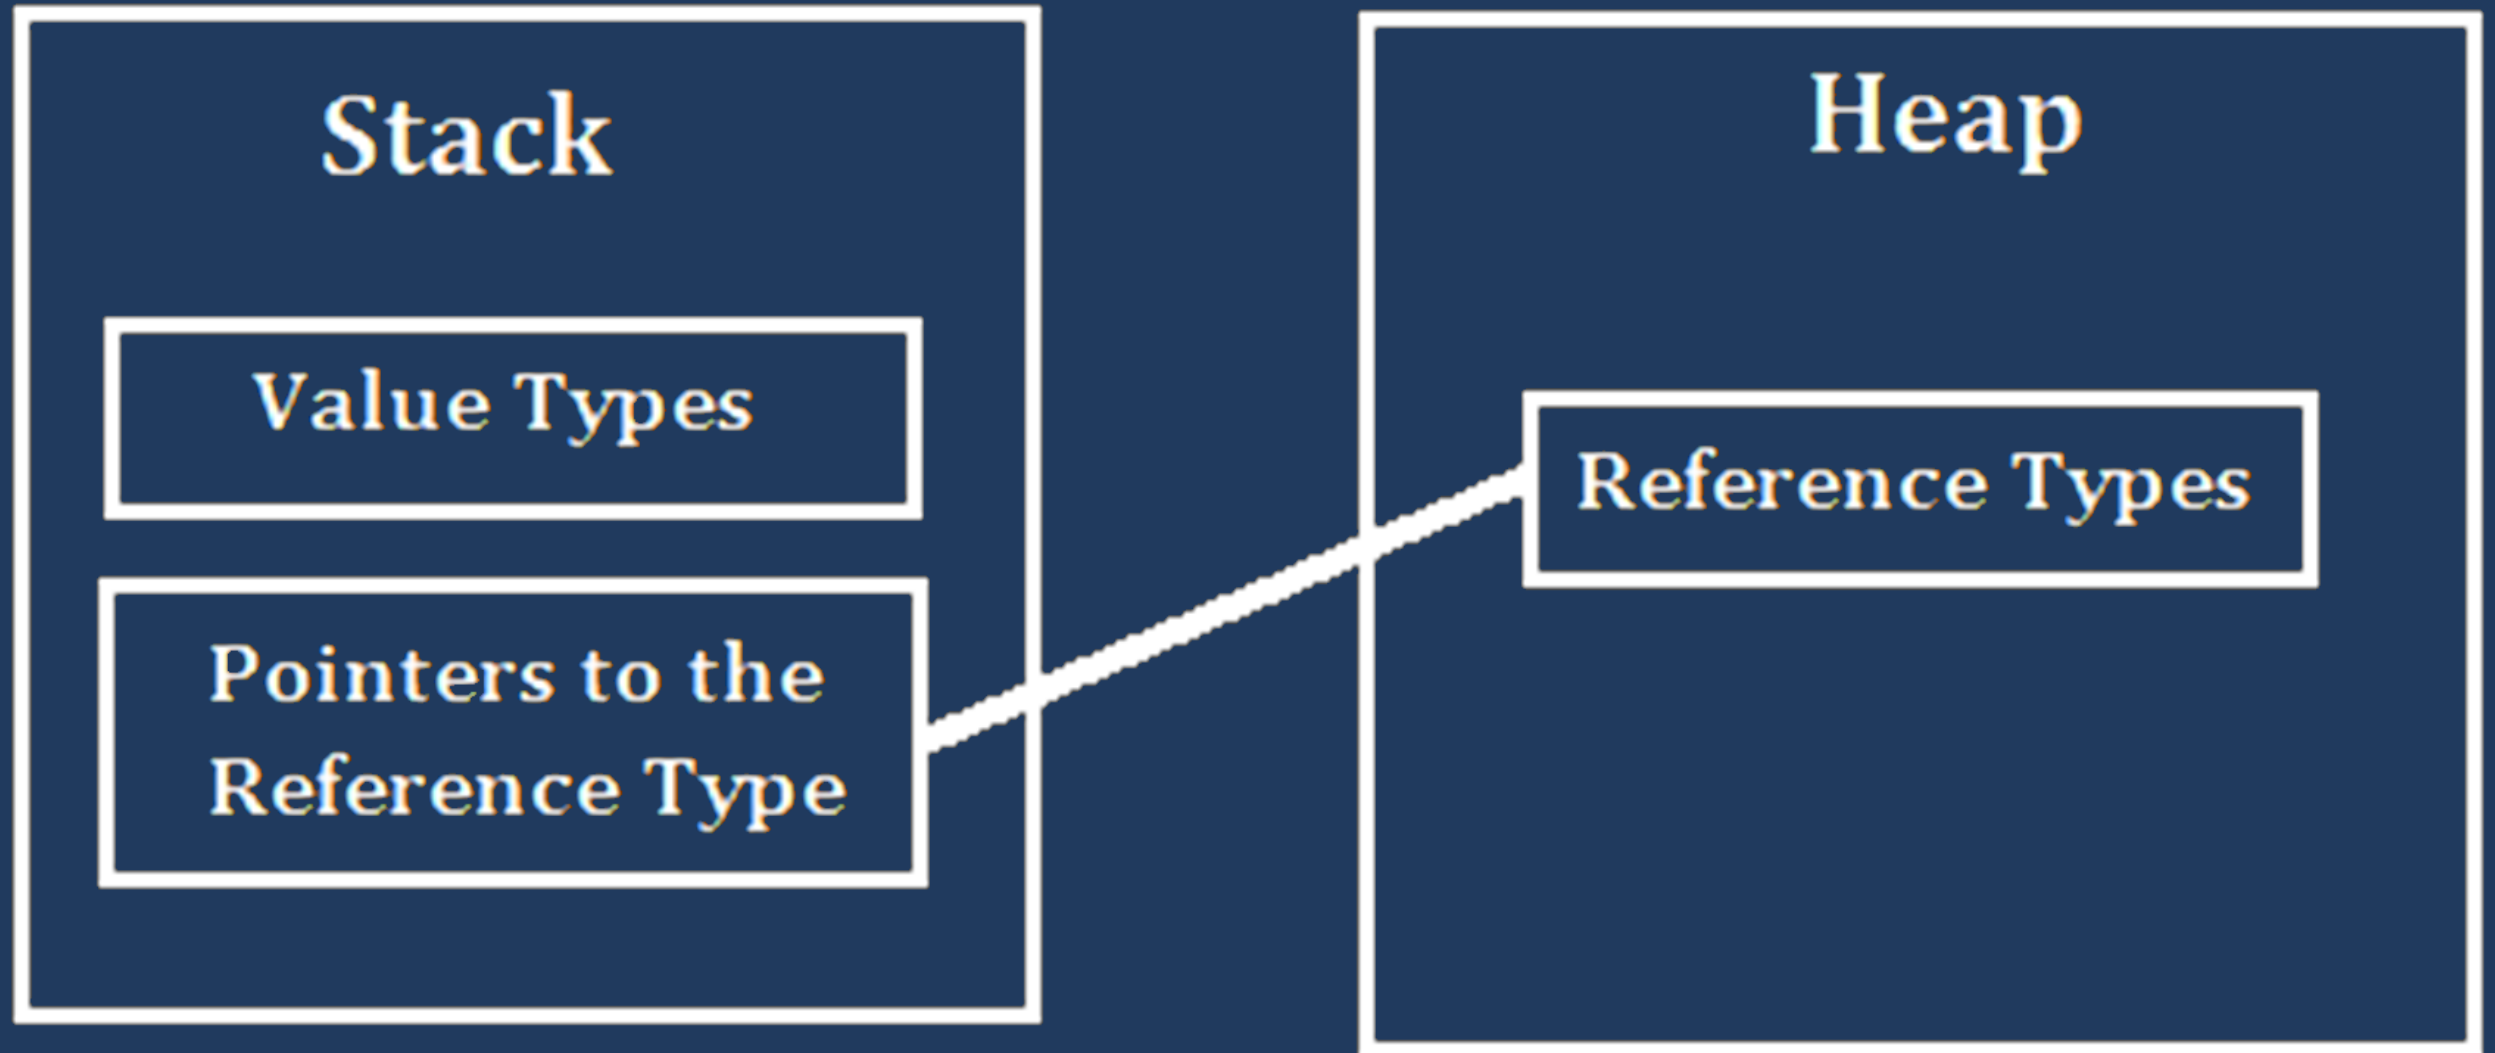 Stack
Value Types
Pointers to the
Reference Type
Heap
Reference Types